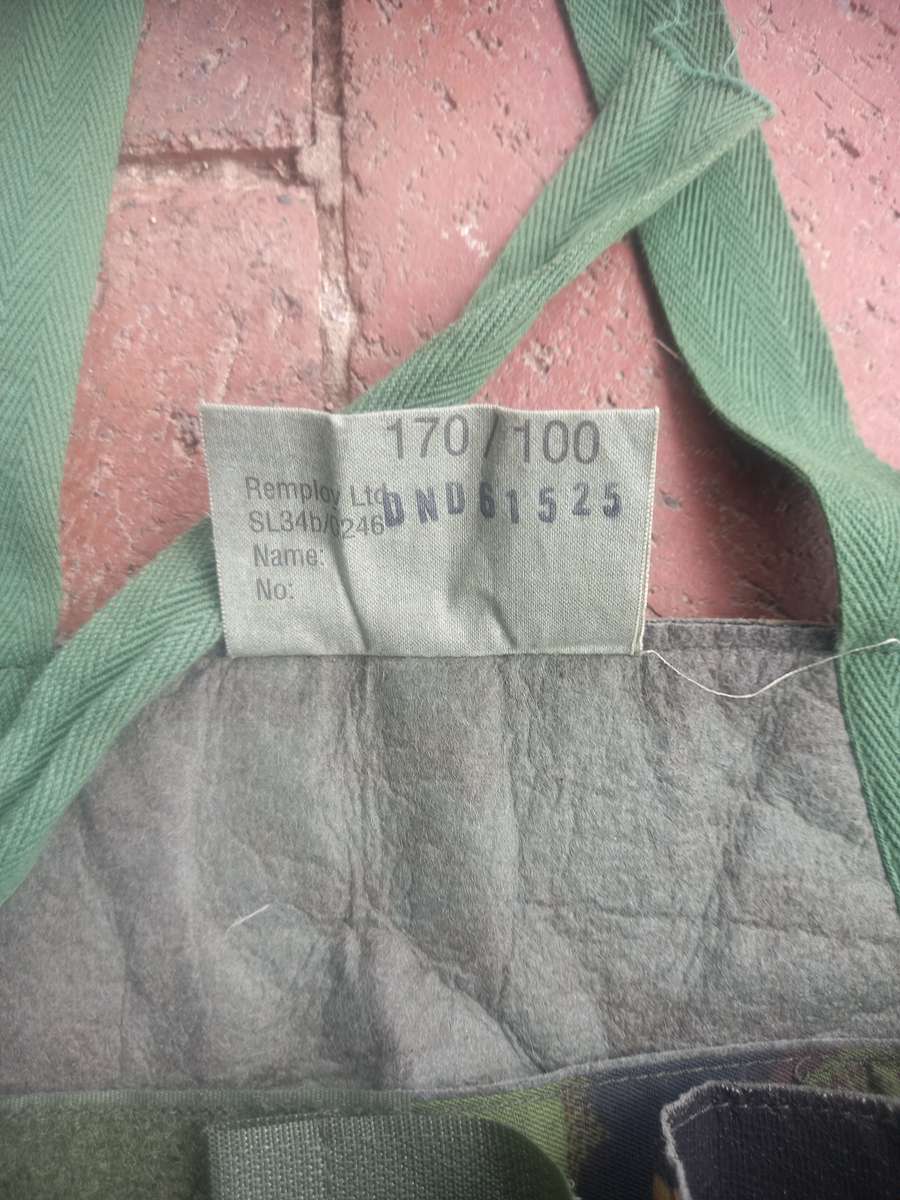 170/100
Remploy Ltd DND61525
SL34b/0246
Name:
No: